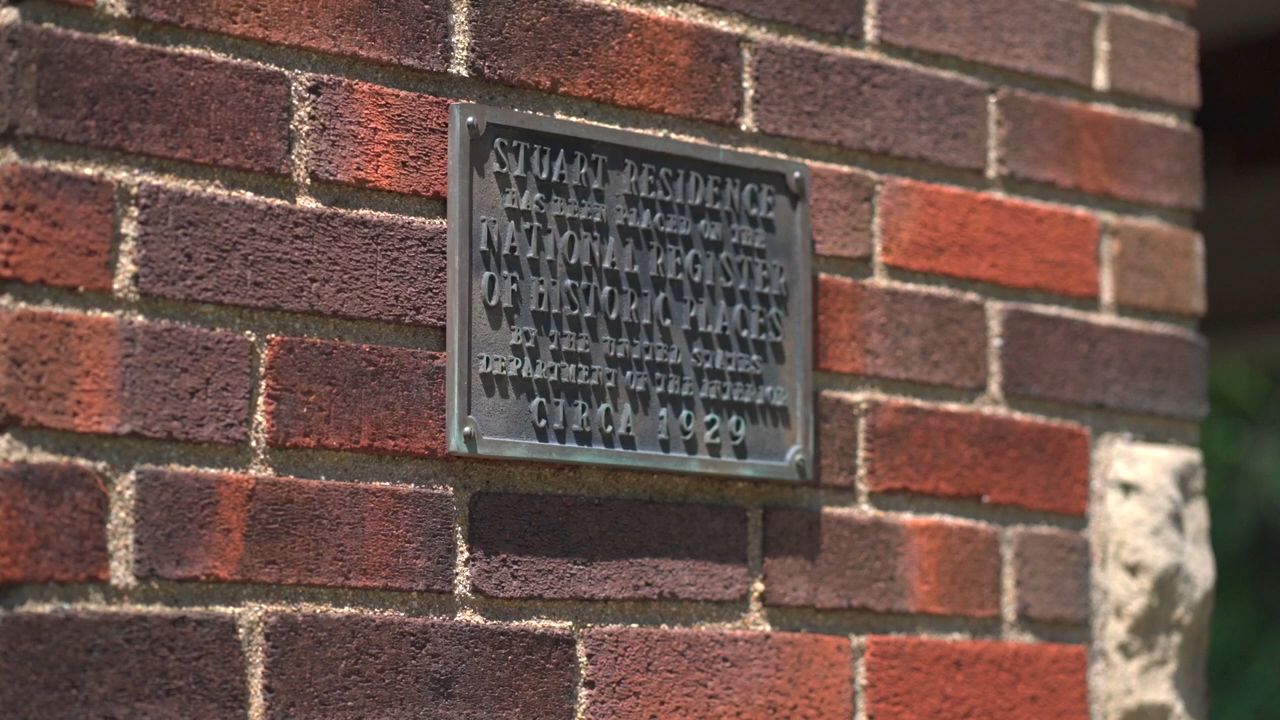 STUART RESIDENCE
HAS BEEN PLACED ON THE
NATIONAL REGISTER
OF HISTORIC PLACES
BY THE UNITED STATES
DEPARTMENT OF THE INTERIOR
CIRCA 1929